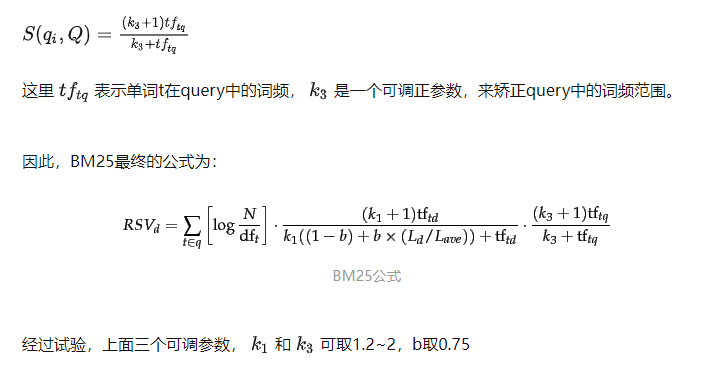 S(q_i, Q) = \frac{(k_3+1)tf_{tq}}{k_3+tf_{tq}}
这里 tf_{tq} 表示单词t在query中的词频， k_3 是一个可调正参数，来矫正query中的词频范围。
因此，BM25最终的公式为：
RSV_d = \sum_{t \in q} \left[ \log \frac{N}{\text{df}_t} \right] \cdot \frac{(k_1+1)\text{tf}_{td}}{k_1((1-b)+b \times (L_d/L_{ave}))+\text{tf}_{td}} \cdot \frac{(k_3+1)\text{tf}_{tq}}{k_3+\text{tf}_{tq}}
BM25公式
经过试验，上面三个可调参数， k_1 和 k_3 可取1.2~2，b取0.75